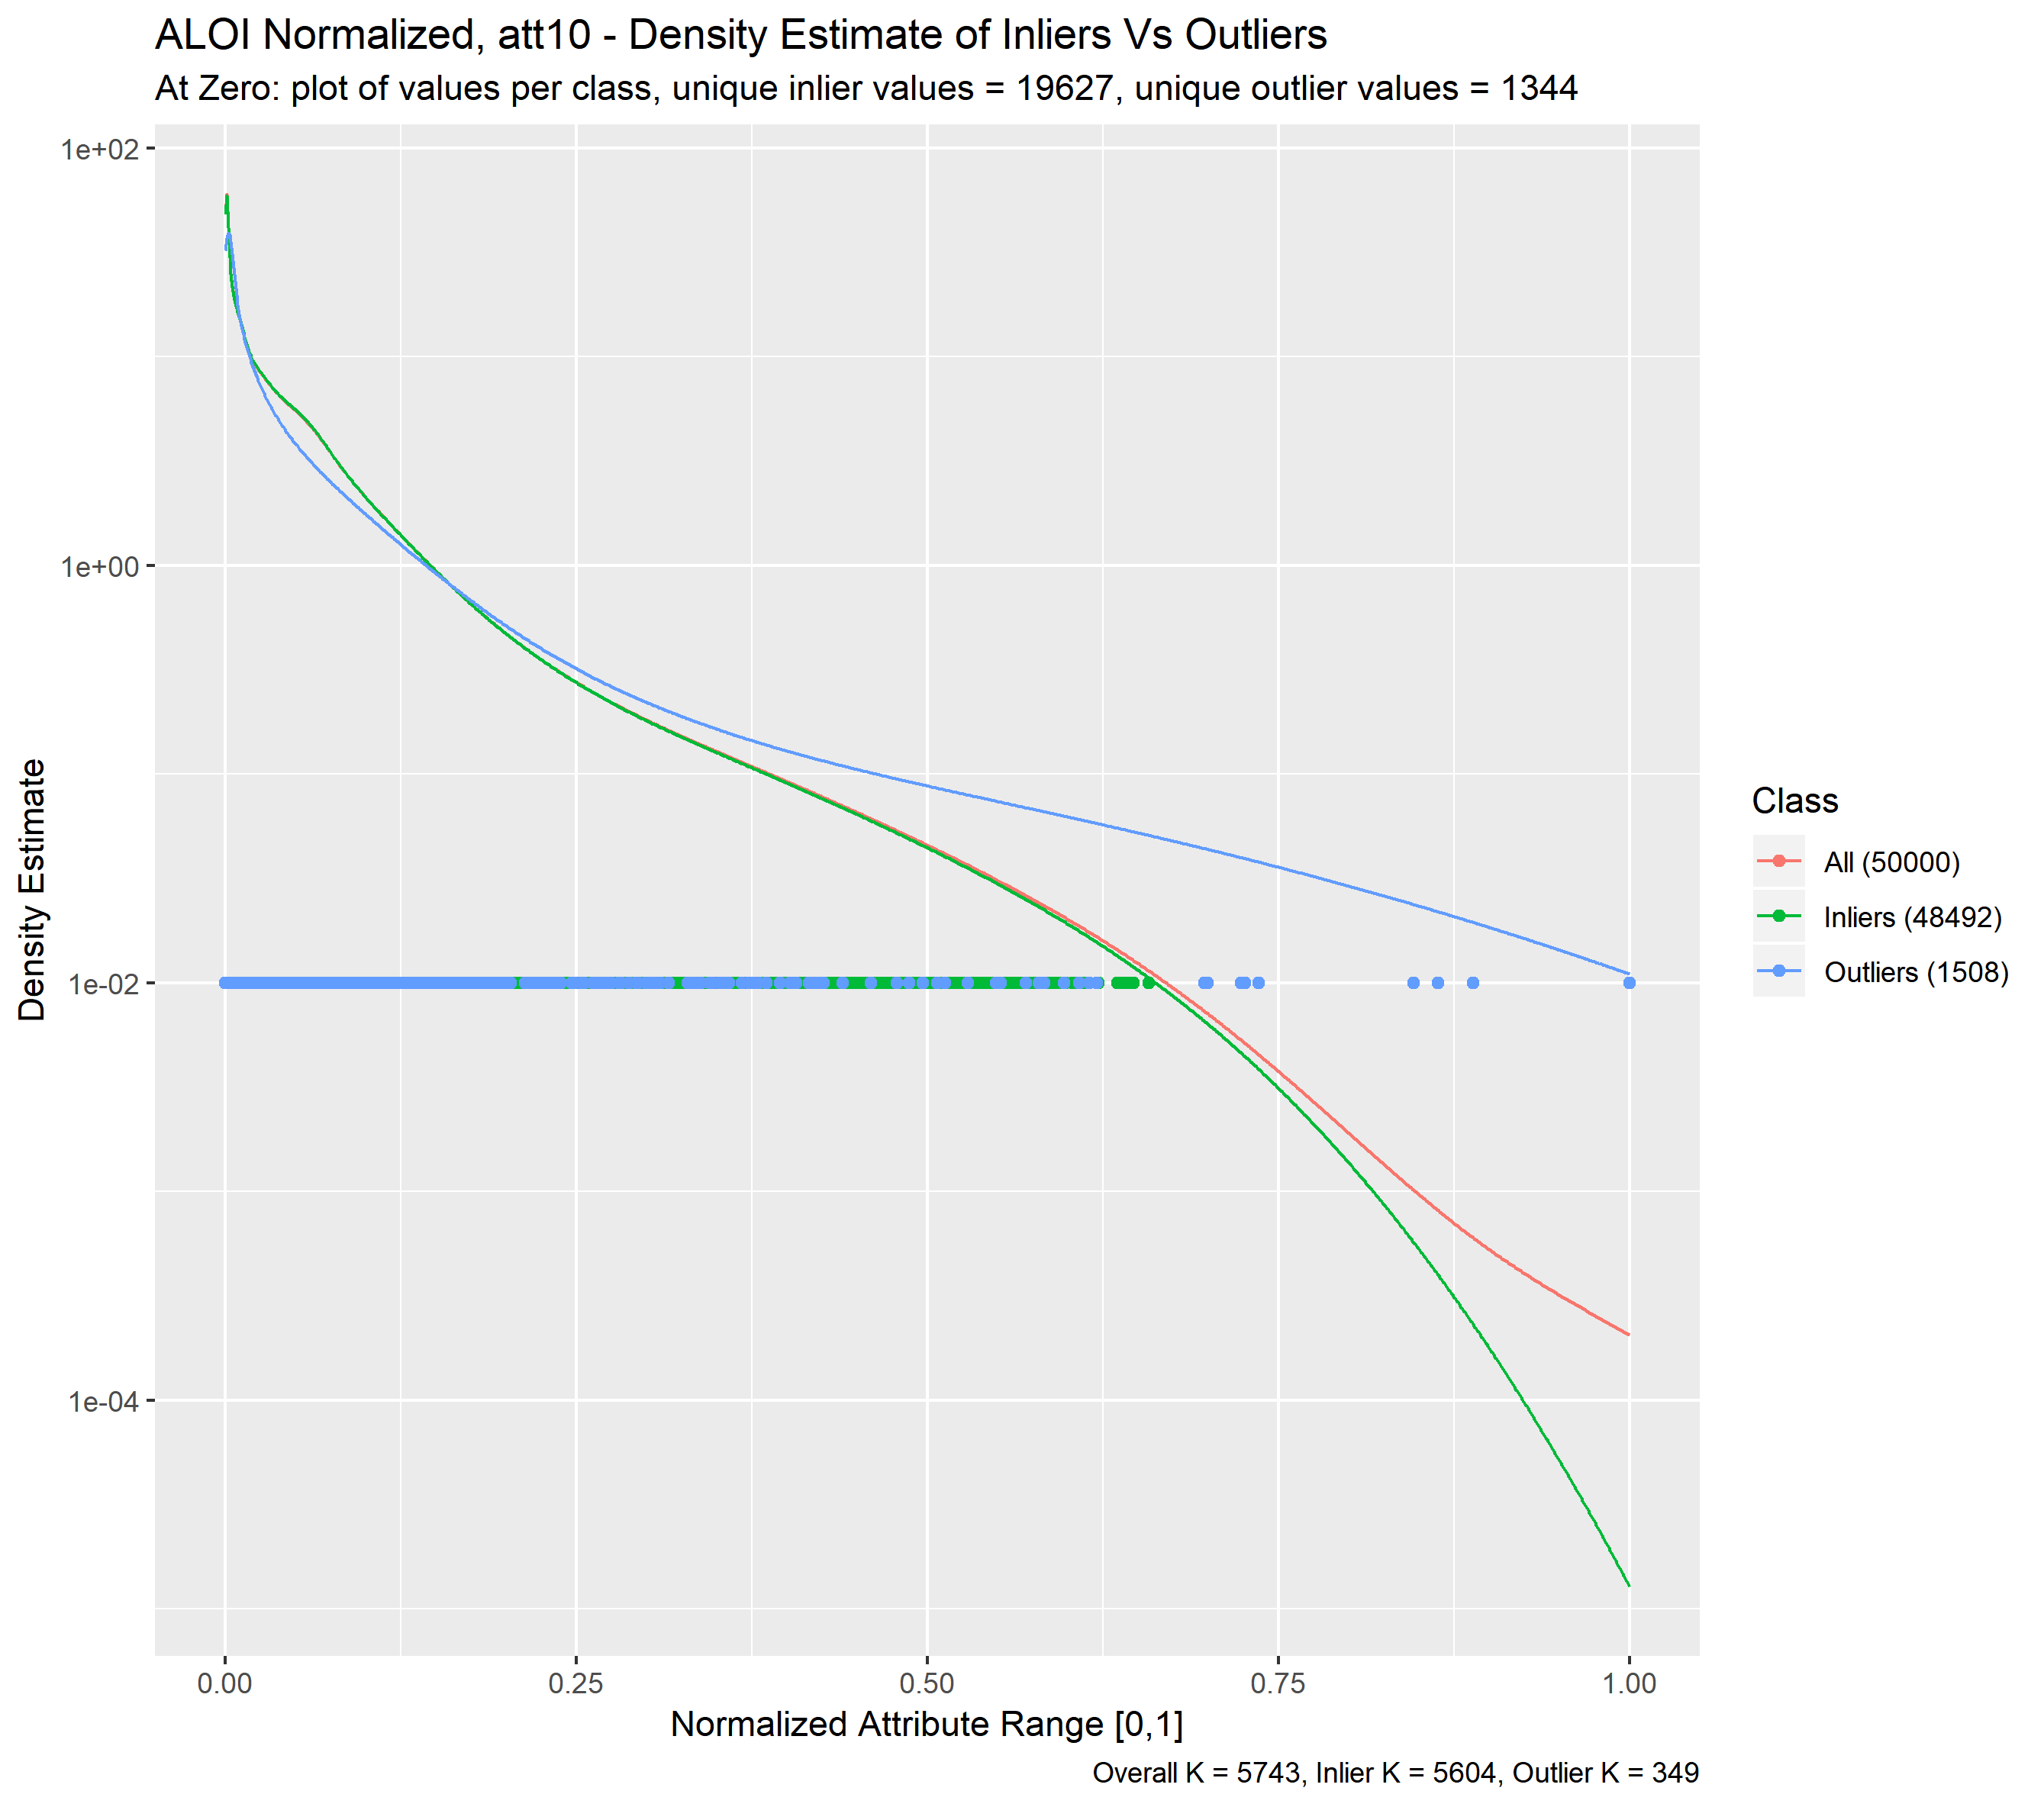 ALOI Normalized, att10 - Density Estimate of Inliers Vs Outliers
At Zero: plot of values per class, unique inlier values = 19627, unique outlier values = 1344
1e+02
1e+00
1e-02
1e-04
Density Estimate
0.00 0.25 0.50 0.75 1.00
Normalized Attribute Range [0,1]
Overall K = 5743, Inlier K = 5604, Outlier K = 349
Class
All (50000)
Inliers (48492)
Outliers (1508)